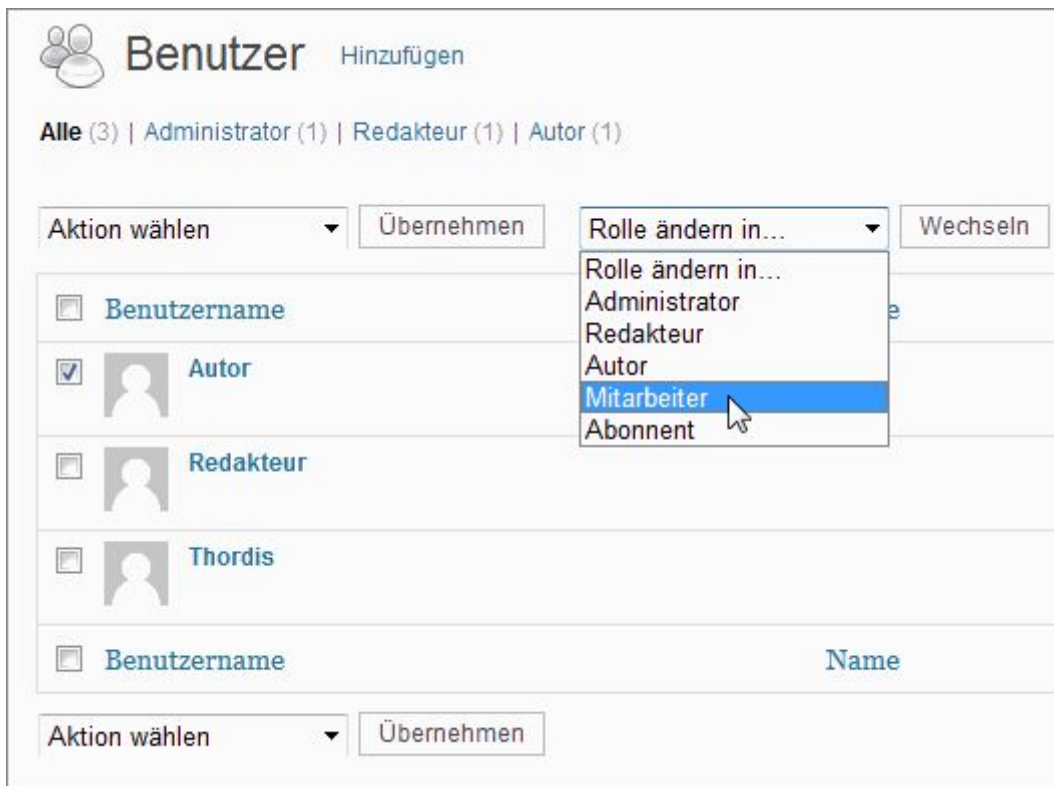 Benutzer Hinzufügen
Alle (3) | Administrator (1) | Redakteur (1) | Autor (1)
Aktion wählen Übernehmen Rolle ändern in... Wechseln
Rolle ändern in...
Administrator
Redakteur
Autor
Mitarbeiter
Abonnent
Benutzername e
Autor
Redakteur
Thordis
Benutzername Name
Aktion wählen Übernehmen